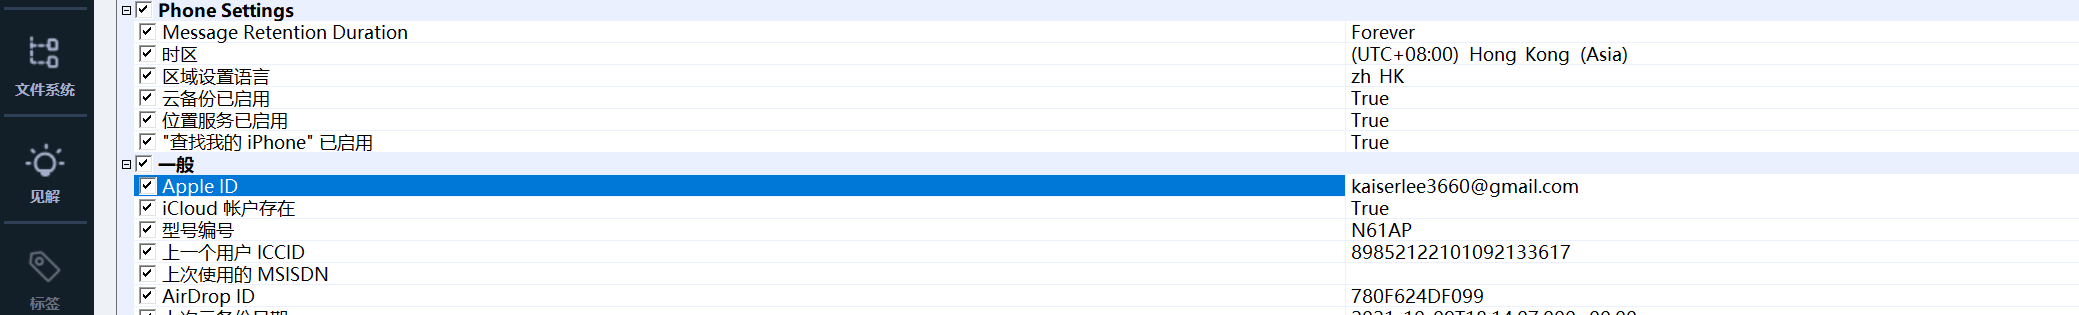 Phone Settings
Message Retention Duration Forever
时区 (UTC+08:00) Hong Kong (Asia)
区域设置语言 zh HK
文件系统
云备份已启用 True
位置服务已启用 True
"查找我的 iPhone" 已启用 True
一般
Apple ID kaiserlee3660@gmail.com
见解
iCloud 帐户存在 True
型号编号 N61AP
上一个用户 ICCID 89852122101092133617
上次使用的 MSISDN
AirDrop ID 780F624DF099
标签